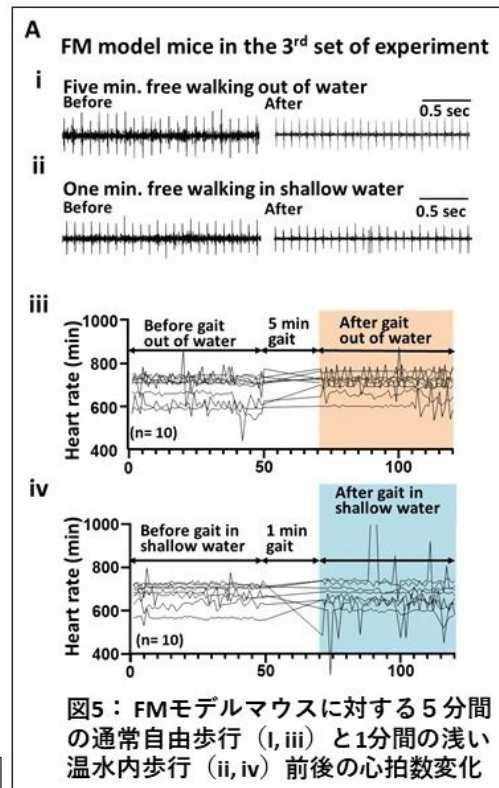 A
FM model mice in the 3rd set of experiment
i
Five min. free walking out of water
Before
After
0.5 sec
ii
One min. free walking in shallow water
Before
After
0.5 sec
iii
Heart rate (min)
1000
800
600
400
Before gait out of water
5 min gait
After gait out of water
(n= 10)
0
50
100
iv
Heart rate (min)
1000
800
600
400
Before gait in shallow water
1 min gait
After gait in shallow water
(n= 10)
0
50
100
図5： FMモデルマウスに対する５分間
の通常自由歩行（I, iii）と1分間の浅い
温水内歩行（ii, iv）前後の心拍数変化